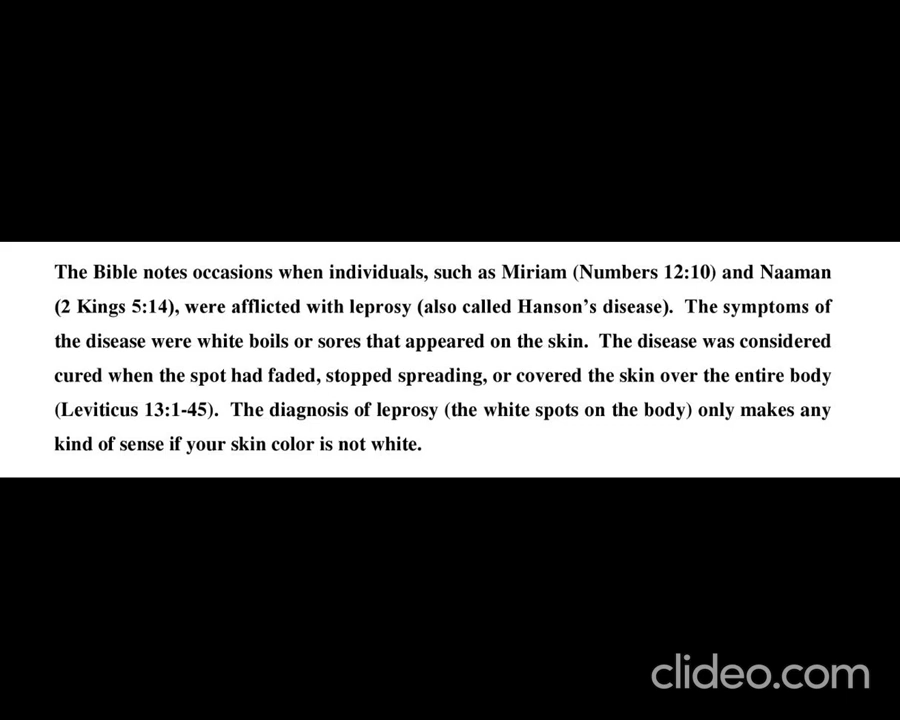 The Bible notes occasions when individuals, such as Miriam (Numbers 12:10) and Naaman
(2 Kings 5:14), were afflicted with leprosy (also called Hanson’s disease).  The symptoms of
the disease were white boils or sores that appeared on the skin.  The disease was considered
cured when the spot had faded, stopped spreading, or covered the skin over the entire body
(Leviticus 13:1-45).  The diagnosis of leprosy (the white spots on the body) only makes any
kind of sense if your skin color is not white.
clideo.com